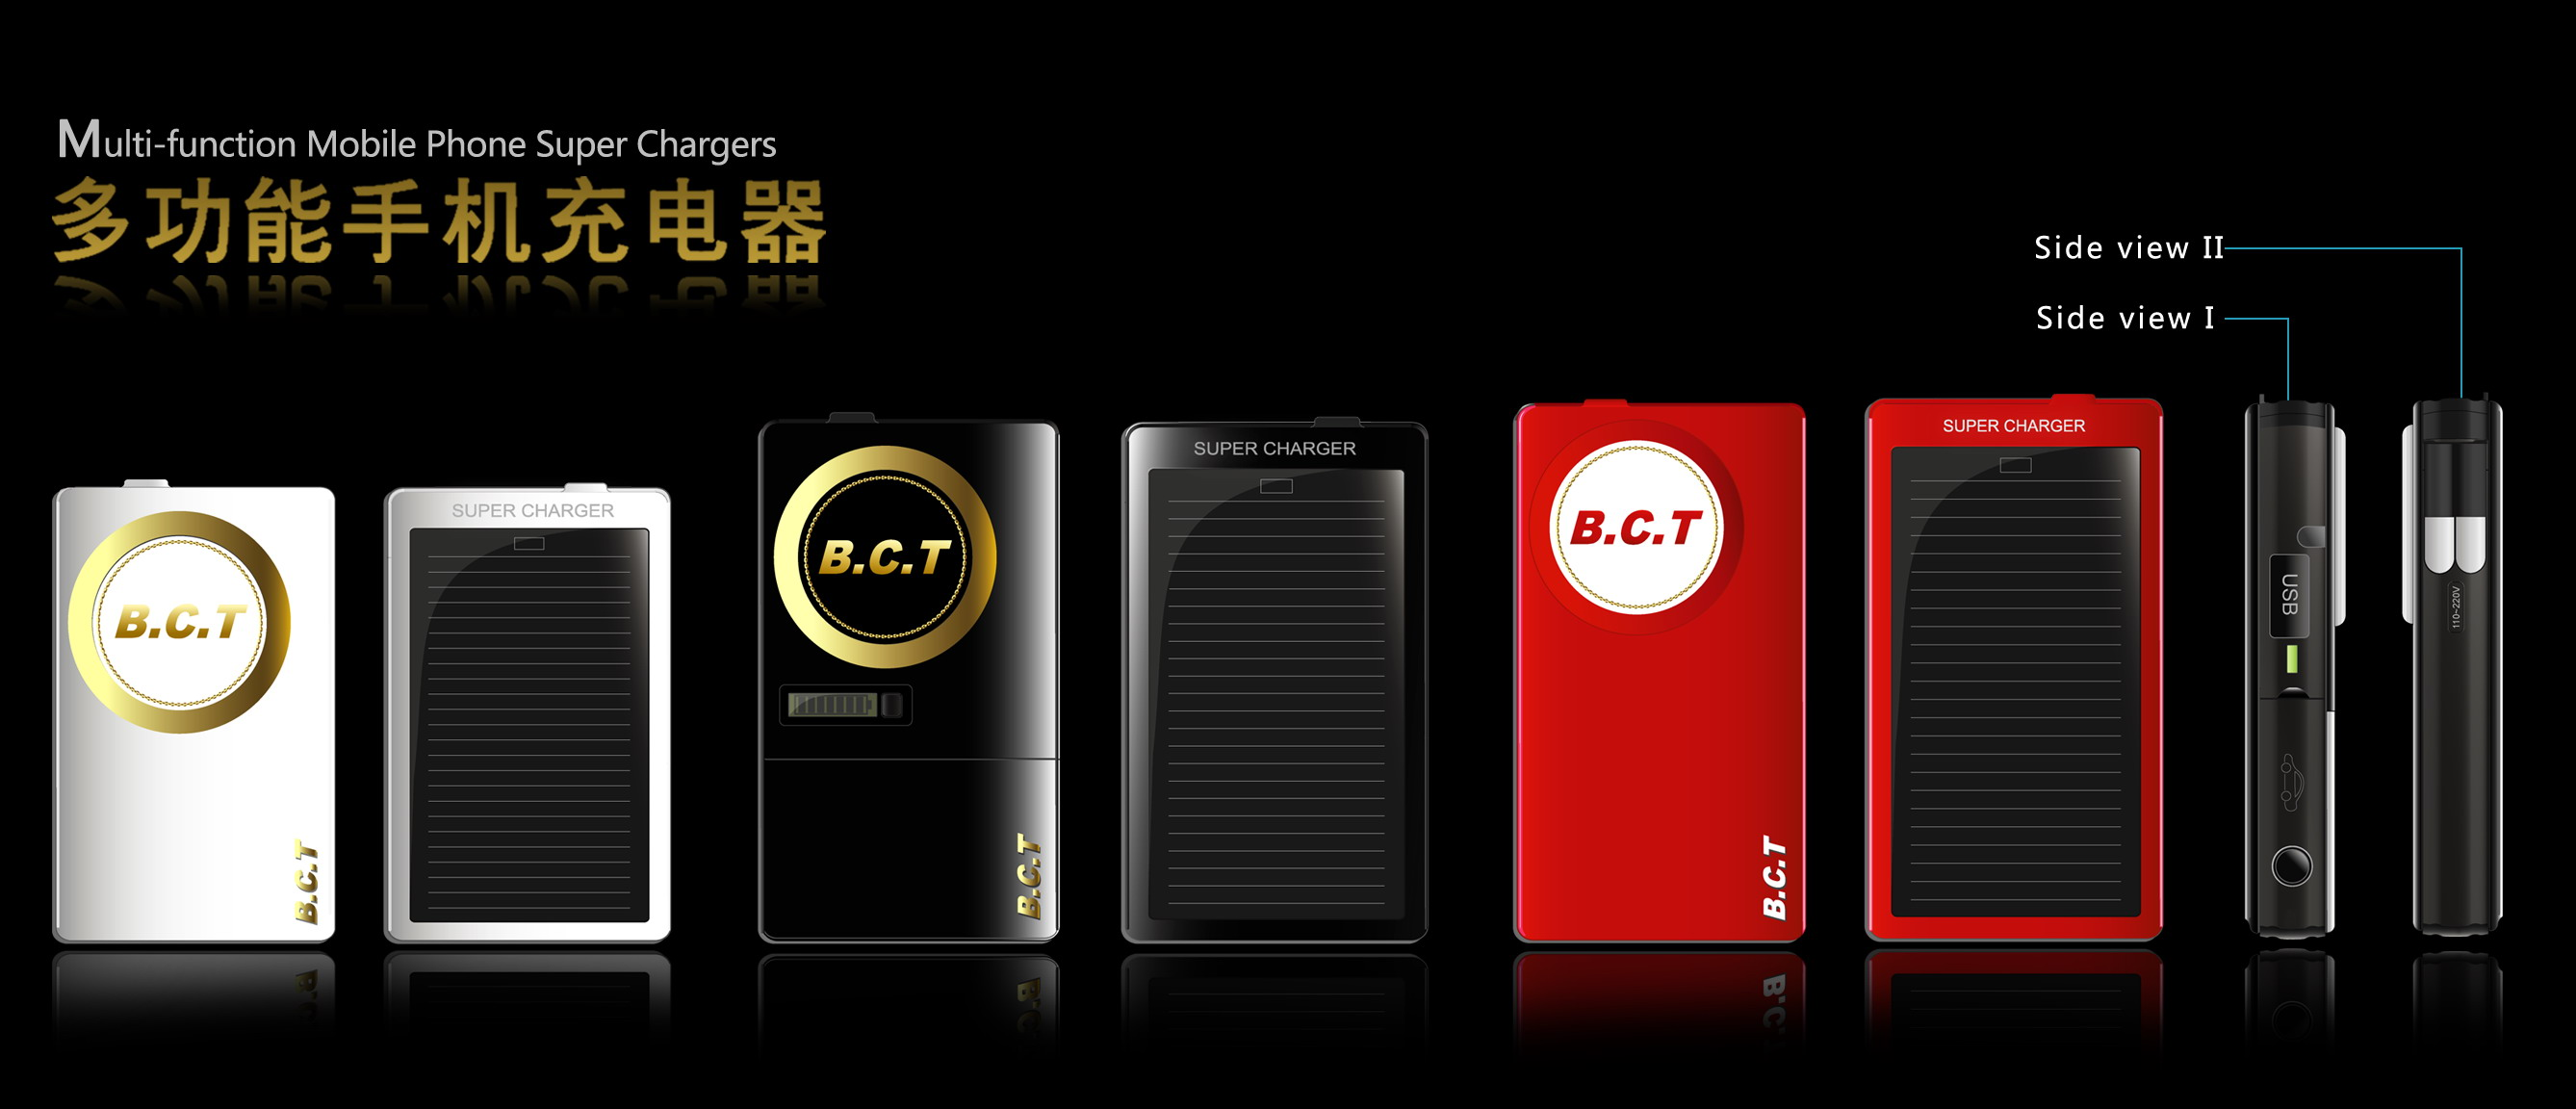 Multi-function Mobile Phone Super Chargers
多功能手机充电器
Side view II
Side view I
B.C.T
B.C.T
SUPER CHARGER
B.C.T
B.C.T
SUPER CHARGER
B.C.T
B.C.T
SUPER CHARGER
USB
110~220V